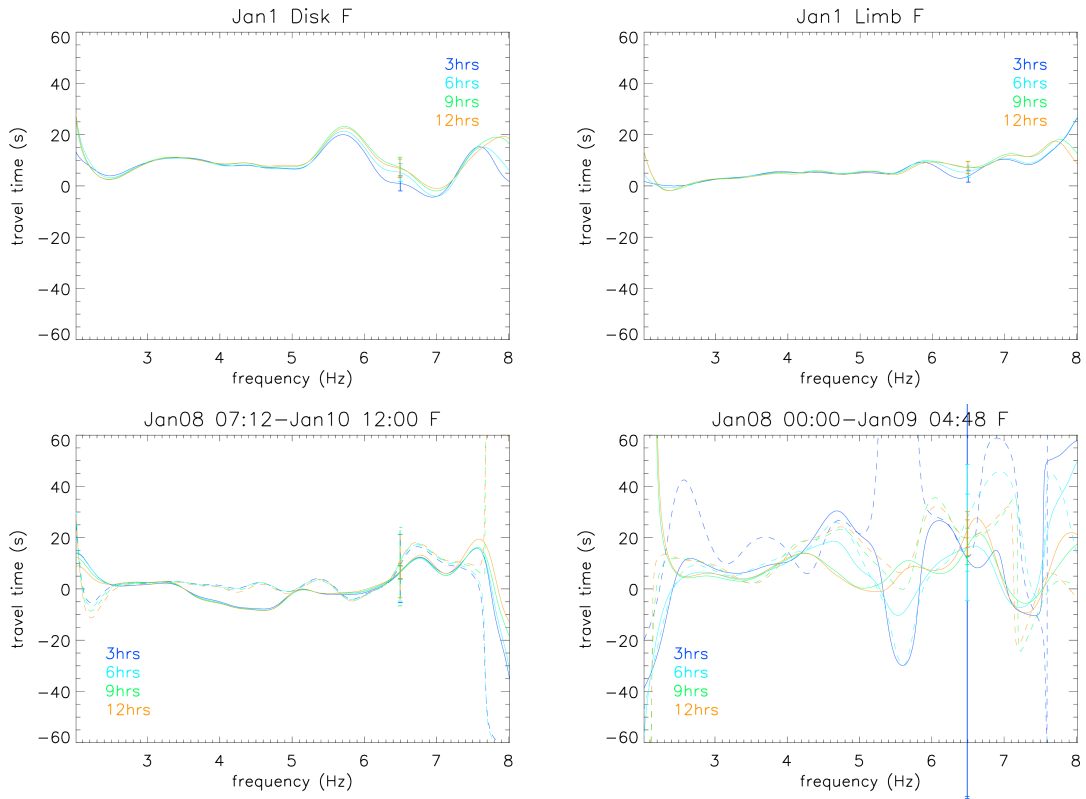 Jan1 Disk F
60
40
20
0
−20
−40
−60
travel time (s)
3hrs
6hrs
9hrs
12hrs
3 4 5 6 7 8
frequency (Hz)
Jan1 Limb F
60
40
20
0
−20
−40
−60
travel time (s)
3hrs
6hrs
9hrs
12hrs
3 4 5 6 7 8
frequency (Hz)
Jan08 07:12−Jan10 12:00 F
60
40
20
0
−20
−40
−60
travel time (s)
3hrs
6hrs
9hrs
12hrs
3 4 5 6 7 8
frequency (Hz)
Jan08 00:00−Jan09 04:48 F
60
40
20
0
−20
−40
−60
travel time (s)
3hrs
6hrs
9hrs
12hrs
3 4 5 6 7 8
frequency (Hz)